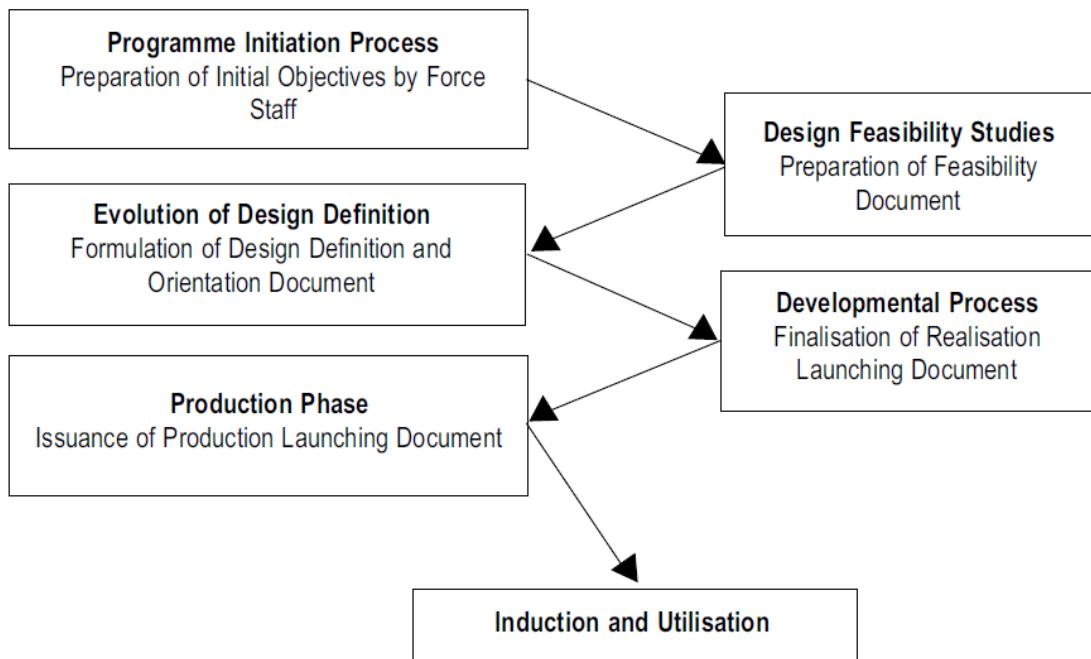 Programme Initiation Process
Preparation of Initial Objectives by Force
Staff
Design Feasibility Studies
Preparation of Feasibility
Document
Evolution of Design Definition
Formulation of Design Definition and
Orientation Document
Developmental Process
Finalisation of Realisation
Launching Document
Production Phase
Issuance of Production Launching Document
Induction and Utilisation